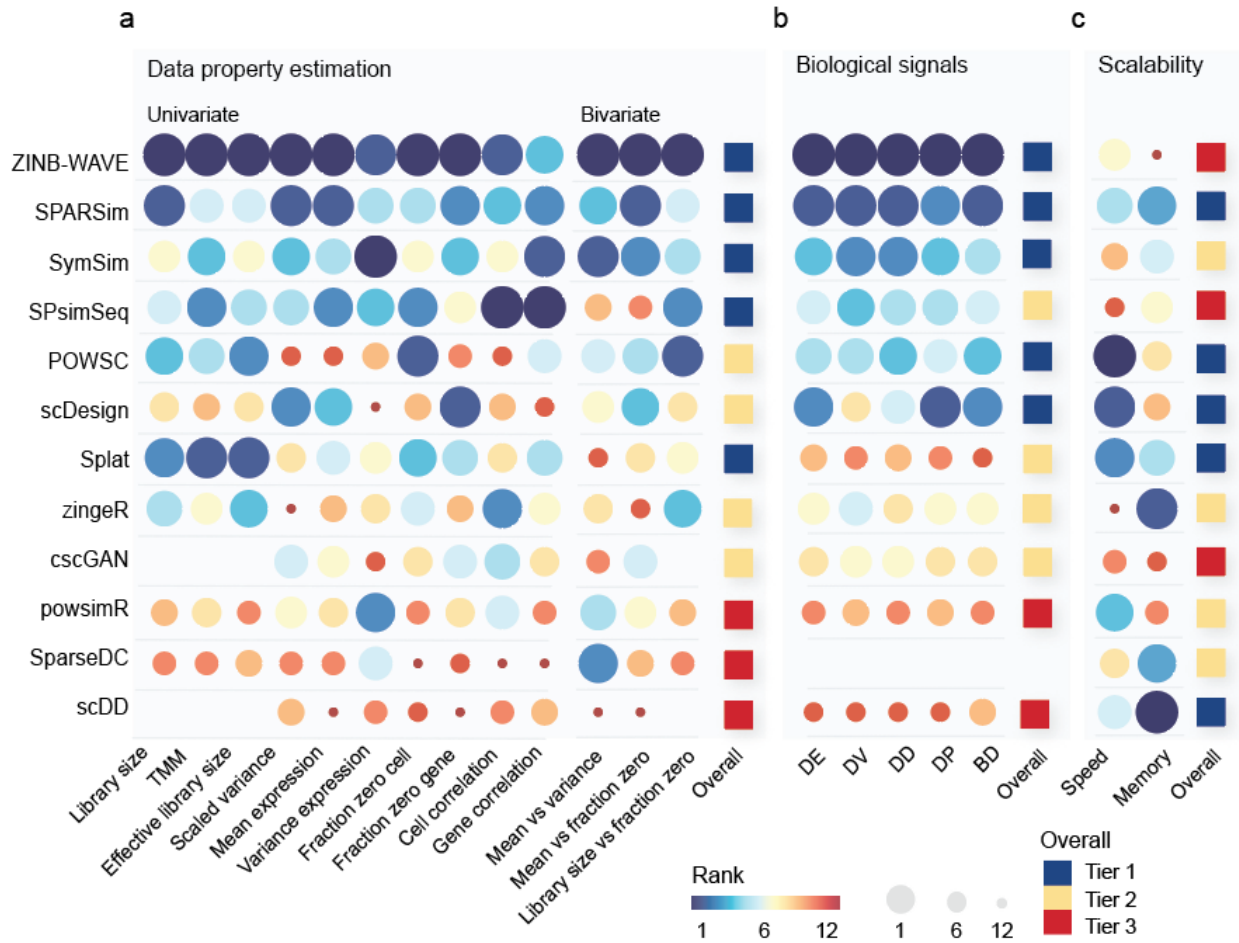 a
b
c
Data property estimation
Biological signals
Scalability
Univariate
Bivariate
ZINB-WAVE
SPARSim
SymSim
SPsimSeq
POWSC
scDesign
Splat
zingeR
cscGAN
powsimR
SparseDC
scDD
Library size
TMM
Effective library size
Scaled variance
Mean expression
Variance expression
Fraction zero cell
Fraction zero gene
Cell correlation
Gene correlation
Mean vs variance
Mean vs fraction zero
Library size vs fraction zero
Overall
DE
DV
DD
DP
BD
Overall
Speed
Memory
Overall
Rank
1 6 12
1 6 12
Overall
Tier 1
Tier 2
Tier 3